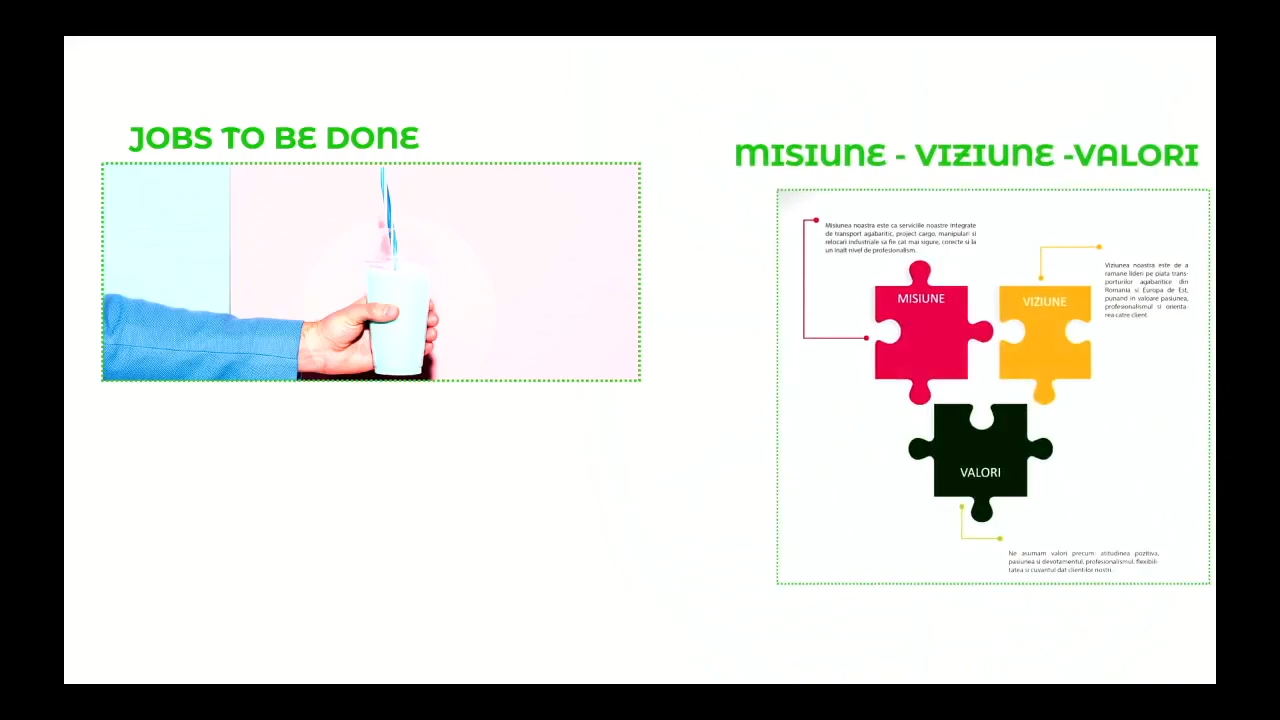 JOBS TO BE DONE
MISIUNE - VIZIUNE -VALORI
Misiunea noastra este ca serviciile noastre integrate
de transport agabaritic, project cargo, manipulari si
relocari industriale sa fie cat mai sigure, corecte si la
un inalt nivel de profesionalism.
Viziunea noastra este de a
ramane lideri pe piata trans-
porturilor agabaritice din
Romania si Europa de Est,
punand in valoare pasiunea,
profesionalismul si orienta-
rea catre client
MISIUNE
VIZIUNE
VALORI
Ne asumam valori precum: atitudinea pozitiva,
pasiunea si devotamentul, profesionalismul, flexibili-
tatea si cuvantul dat clientilor nostri